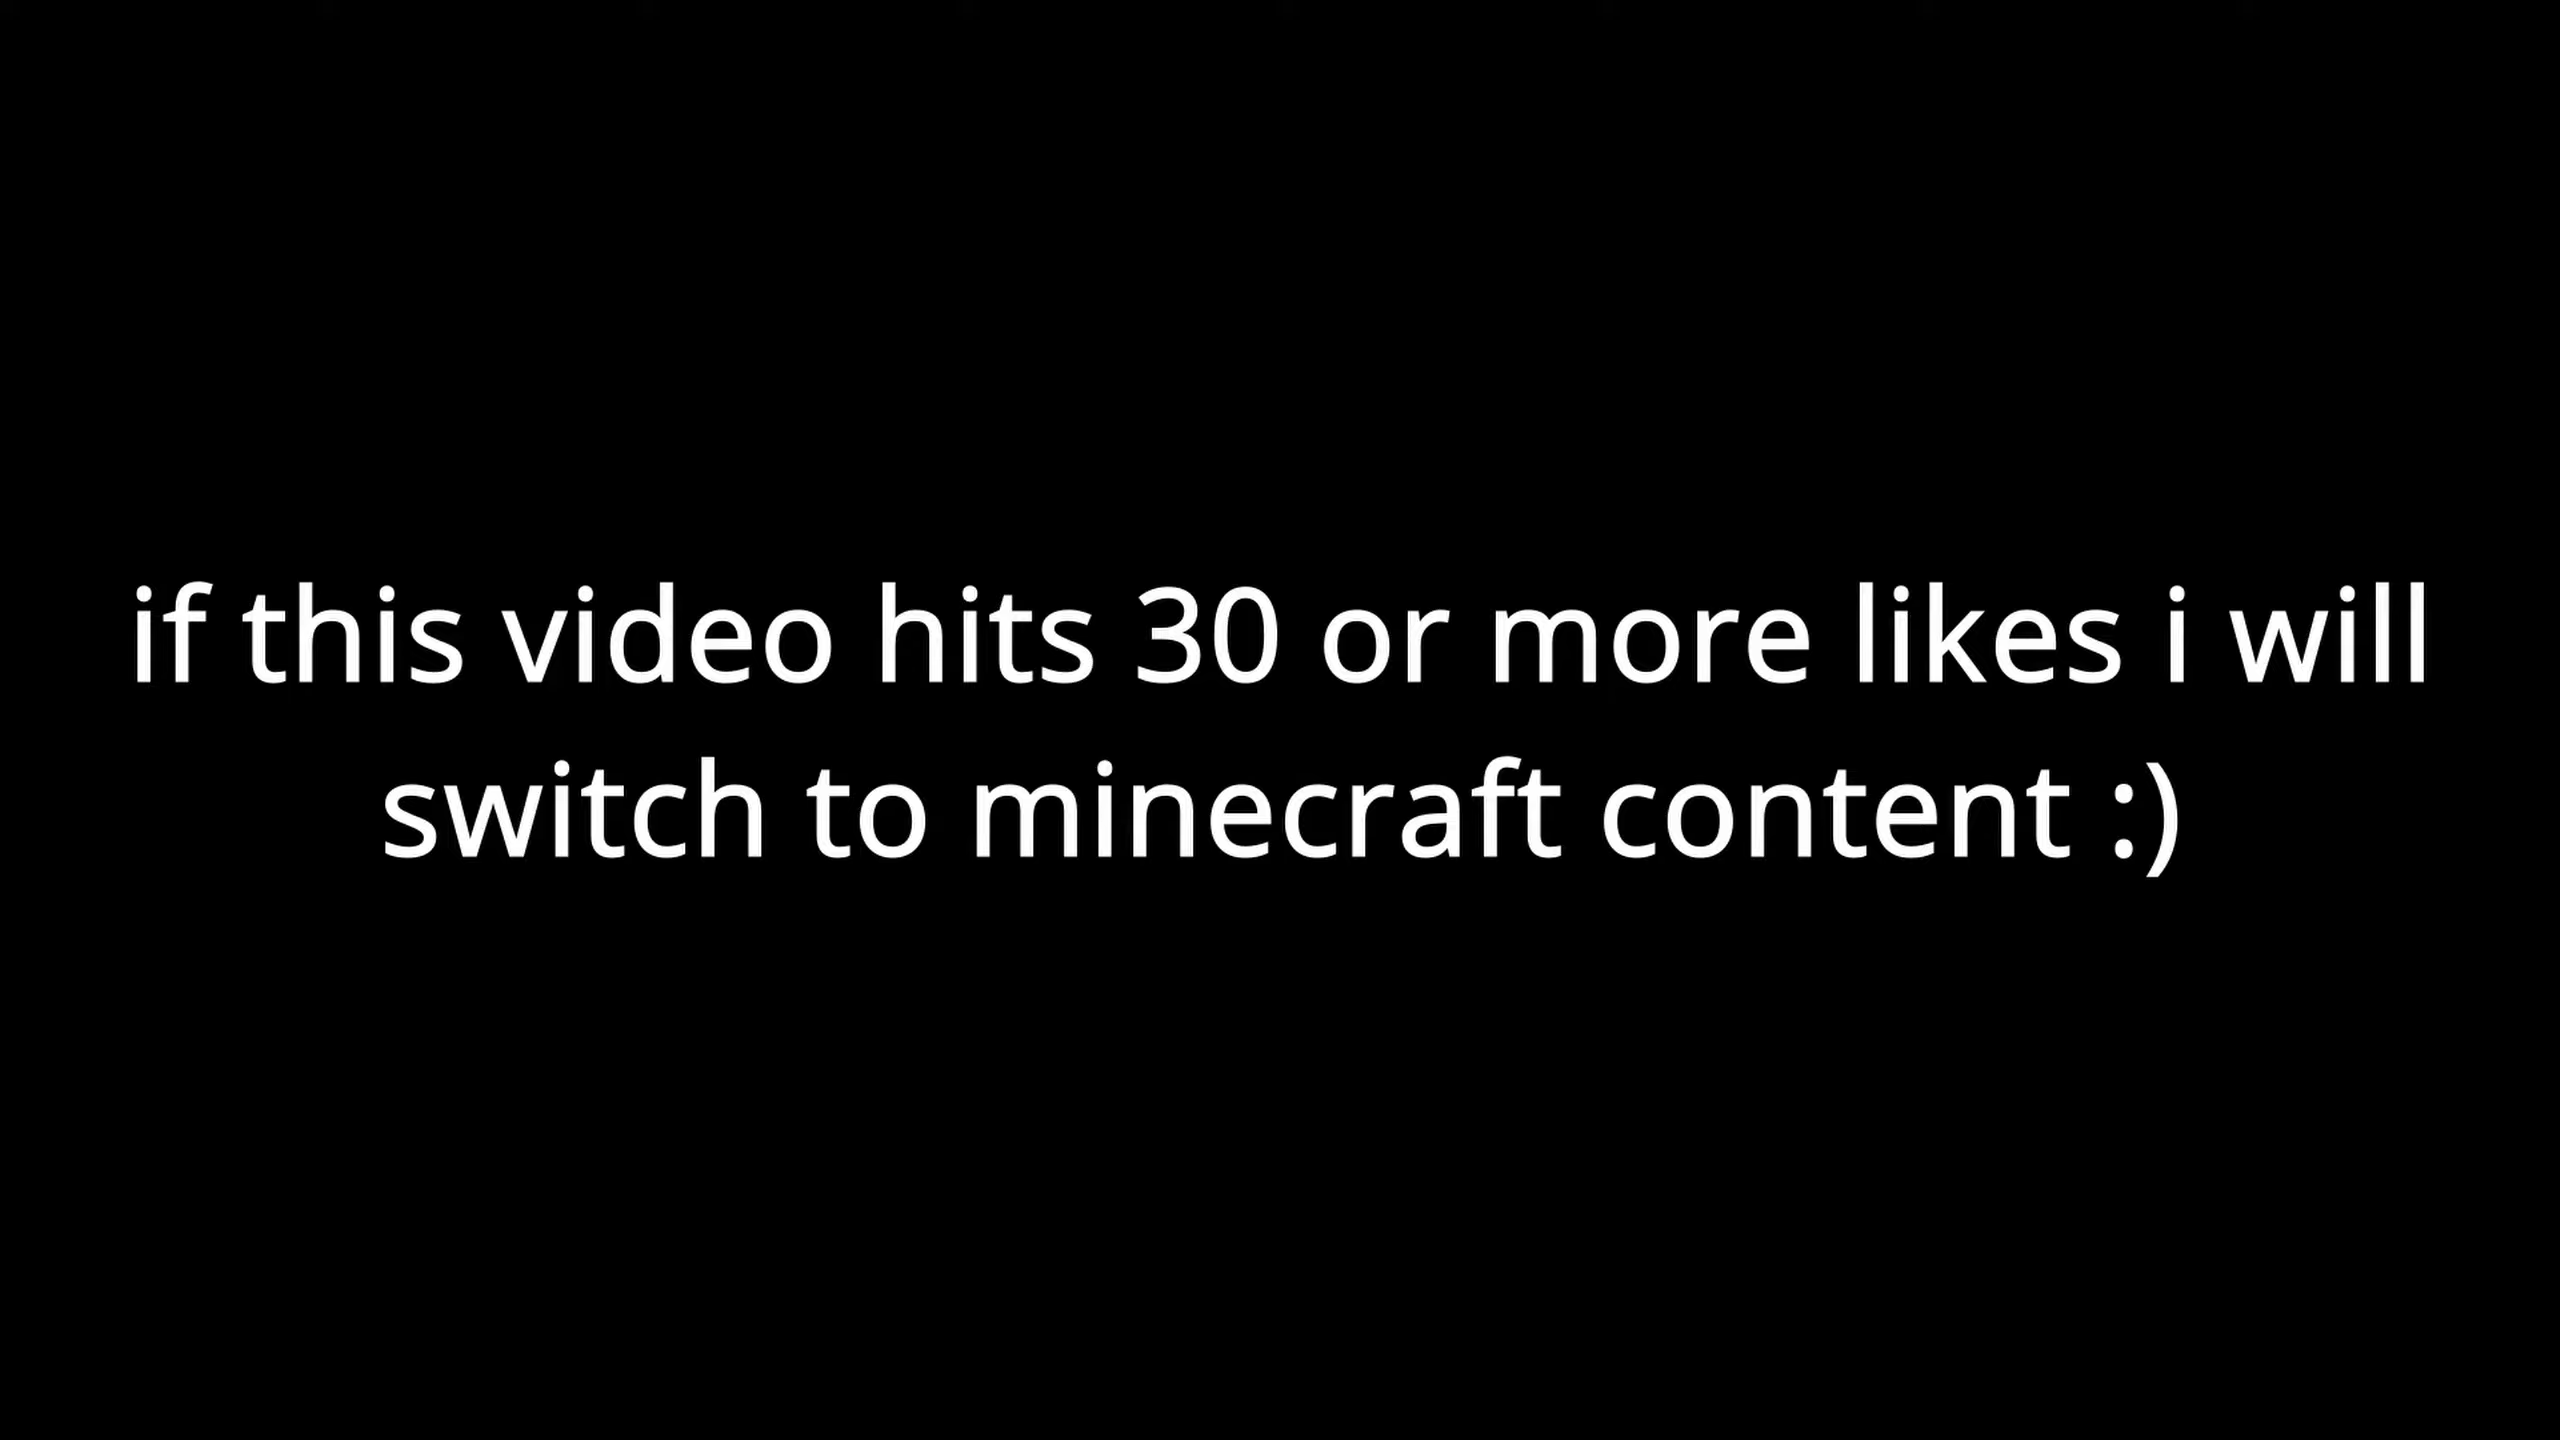 if this video hits 30 or more likes i will
switch to minecraft content :)